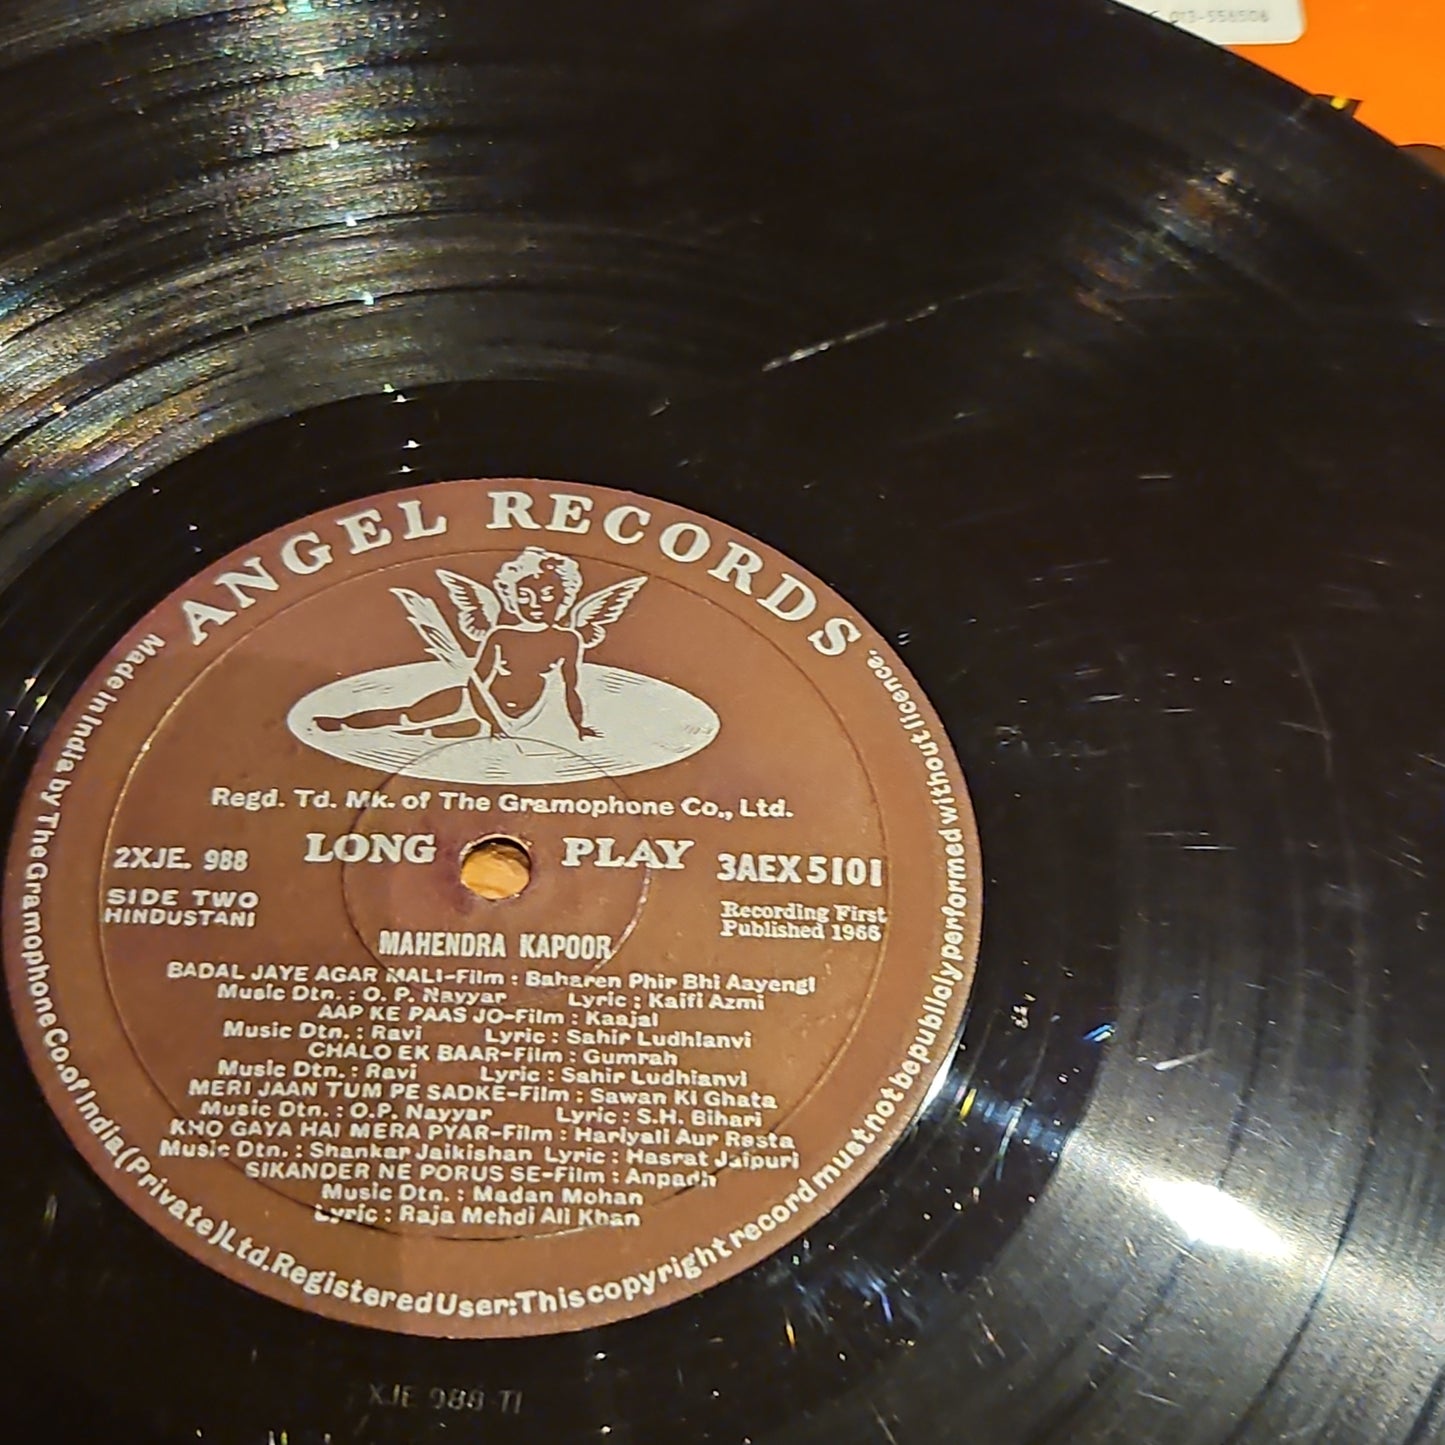 013-558508
ANGEL RECORDS
Made in India by The Gramophone Co. of India (Private) Ltd. Registered User: This copyright record must not be publicly performed without licence.
Regd. Td. Mk. of The Gramophone Co., Ltd.
LONG PLAY
2XJE. 988
3AEX 5101
SIDE TWO
HINDUSTANI
Recording First
Published 1966
MAHENDRA KAPOOR
BADAL JAYE AGAR MALI-Film : Baharen Phir Bhi Aayengi
Music Dtn. : O. P. Nayyar Lyric : Kaifi Azmi
AAP KE PAAS JO-Film : Kaajal
Music Dtn. : Ravi Lyric : Sahir Ludhianvi
CHALO EK BAAR-Film : Gumrah
Music Dtn. : Ravi Lyric : Sahir Ludhianvi
MERI JAAN TUM PE SADKE-Film : Sawan Ki Ghata
Music Dtn. : O.P. Nayyar Lyric : S.H. Bihari
KHO GAYA HAI MERA PYAR-Film : Hariyali Aur Rasta
Music Dtn. : Shankar Jaikishan Lyric : Hasrat Jaipuri
SIKANDER NE PORUS SE-Film : Anpadh
Music Dtn. : Madan Mohan
Lyric : Raja Mehdi Ali Khan
XJE 988 T1